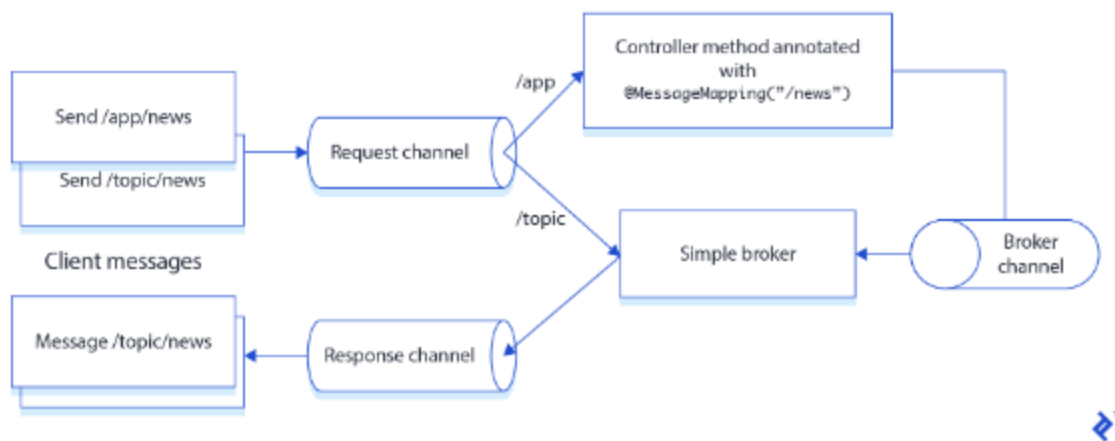 Controller method annotated
with
@MessageMapping("/news")
/app
Send /app/news
Request channel
Send /topic/news
/topic
Simple broker
Broker
channel
Client messages
Message /topic/news
Response channel